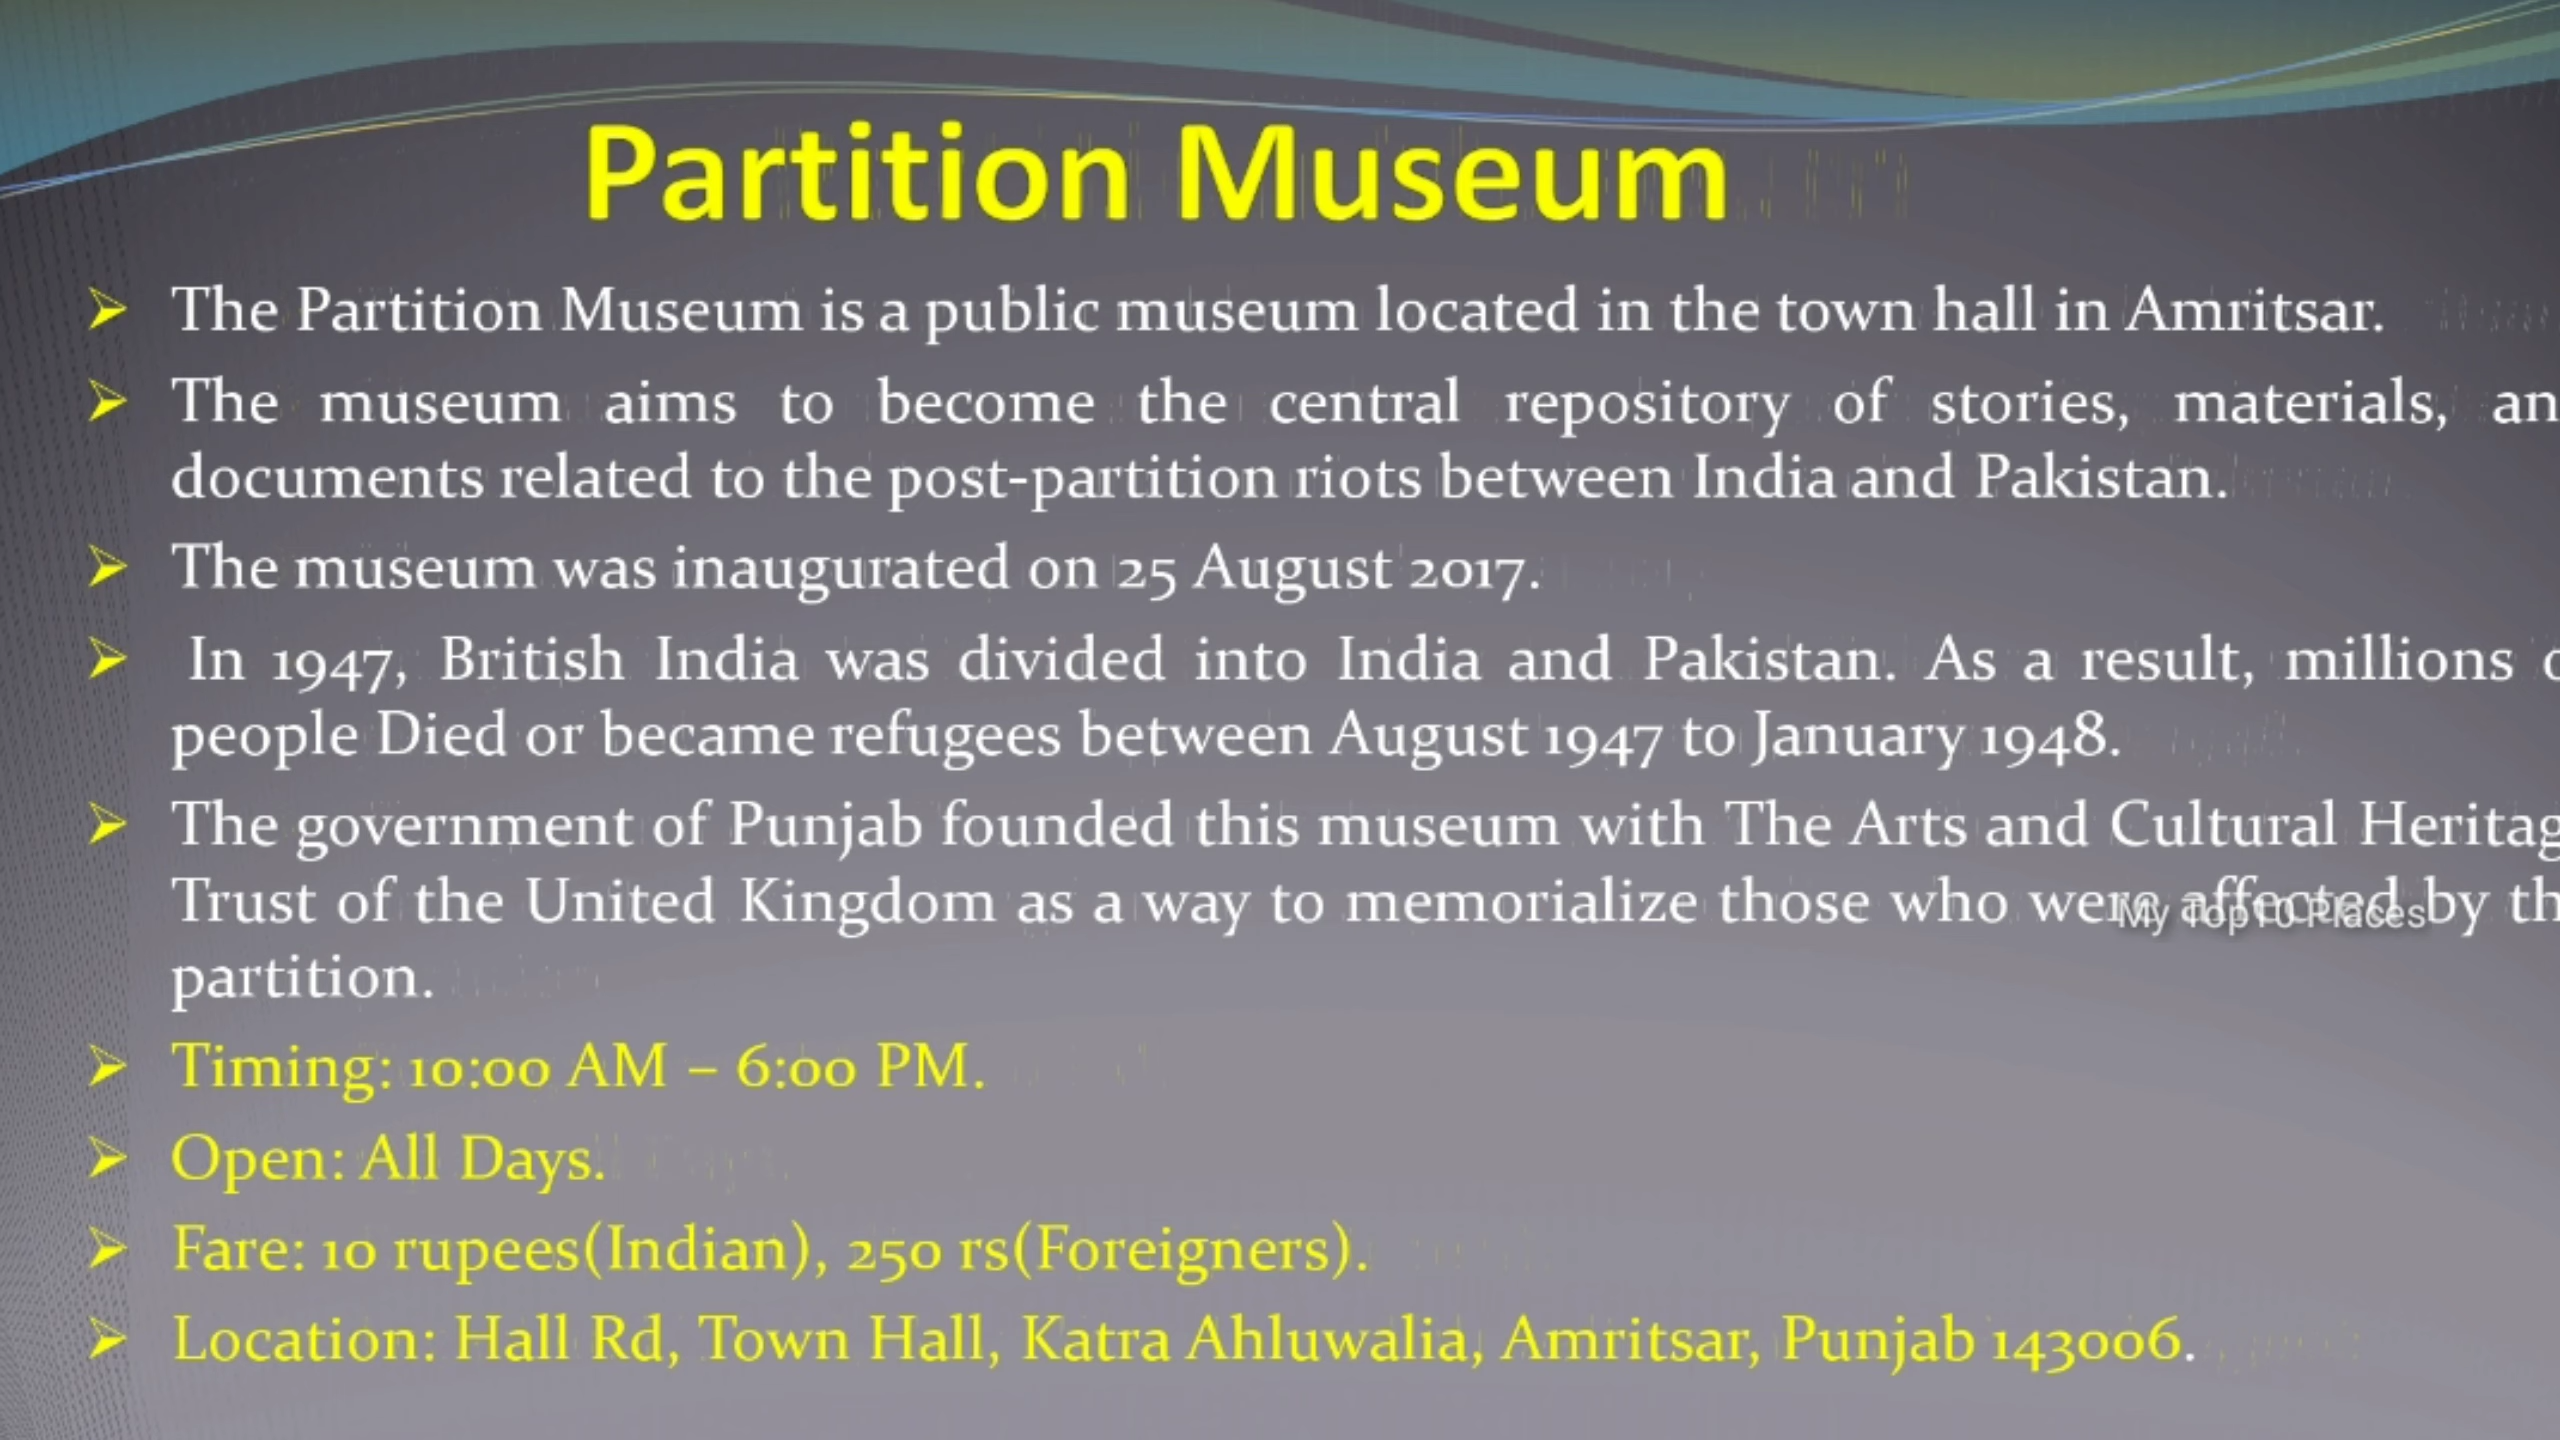 Partition Museum
The Partition Museum is a public museum located in the town hall in Amritsar.
The museum aims to become the central repository of stories, materials, an
documents related to the post-partition riots between India and Pakistan.
The museum was inaugurated on 25 August 2017.
In 1947, British India was divided into India and Pakistan. As a result, millions
people Died or became refugees between August 1947 to January 1948.
The government of Punjab founded this museum with The Arts and Cultural Heritag
Trust of the United Kingdom as a way to memorialize those who were affected by th
My Top10 Places
partition.
Timing: 10:00 AM – 6:00 PM.
Open: All Days.
Fare: 10 rupees(Indian), 250 rs(Foreigners).
Location: Hall Rd, Town Hall, Katra Ahluwalia, Amritsar, Punjab 143006.